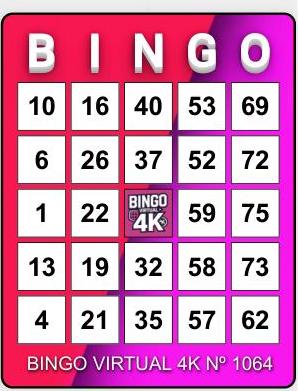 B I N G O
10 16 40 53 69
6 26 37 52 72
1 22 BINGO VIRTUAL 4K 59 75
13 19 32 58 73
4 21 35 57 62
BINGO VIRTUAL 4K Nº 1064